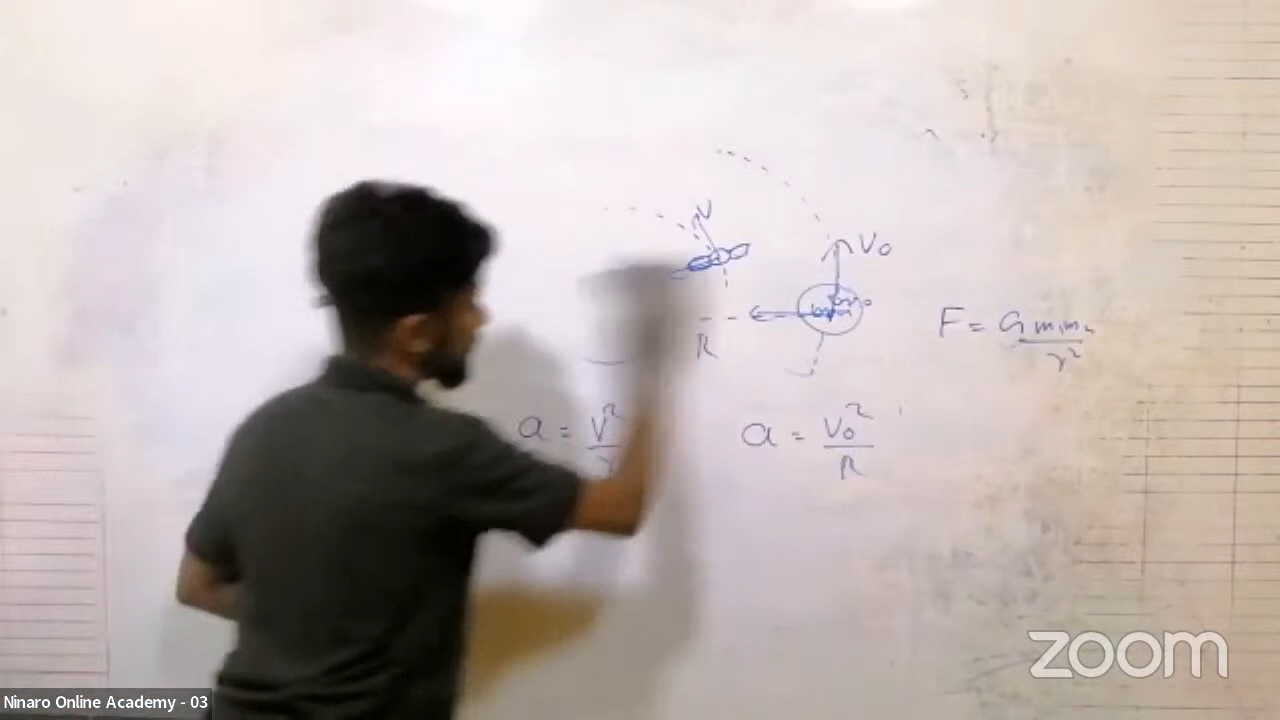 V
V₀
R
F = G m₁m₂
r²
a = V²
a = V₀²
R
zoom
Ninaro Online Academy - 03